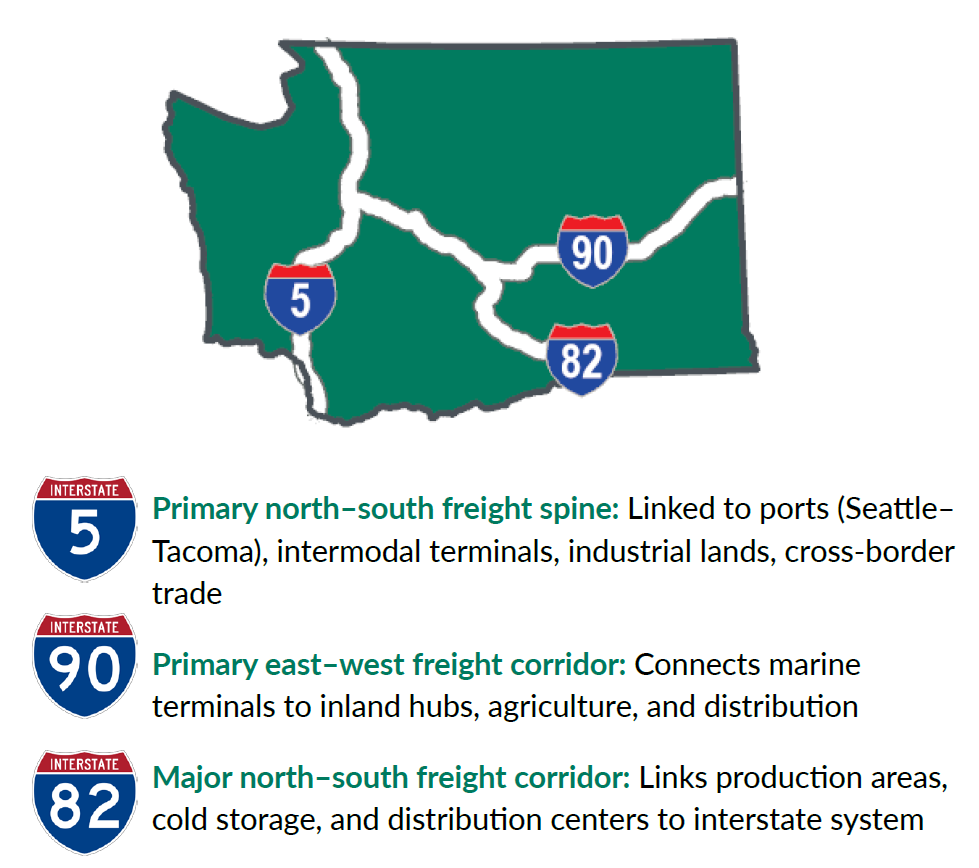 90
5
82
INTERSTATE
5
Primary north–south freight spine: Linked to ports (Seattle–
Tacoma), intermodal terminals, industrial lands, cross-border
trade
INTERSTATE
90
Primary east–west freight corridor: Connects marine
terminals to inland hubs, agriculture, and distribution
INTERSTATE
82
Major north–south freight corridor: Links production areas,
cold storage, and distribution centers to interstate system